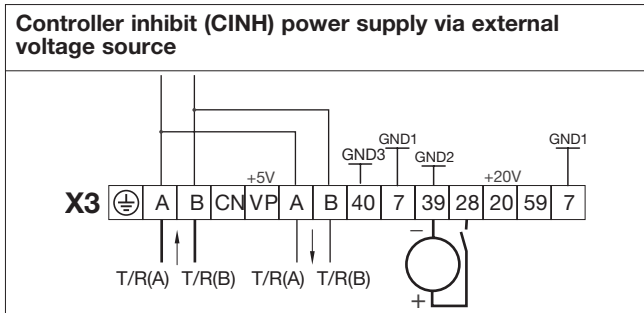 Controller inhibit (CINH) power supply via external
voltage source
GND1
GND1
GND3
GND2
+5V
+20V
X3 A B CN VP A B 40 7 39 28 20 59 7
−
T/R(A) T/R(B) T/R(A) T/R(B)
+